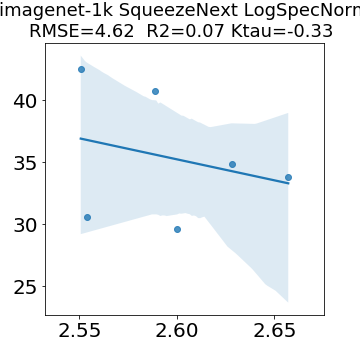 imagenet-1k SqueezeNext LogSpecNorm
RMSE=4.62 R2=0.07 Ktau=-0.33
40
35
30
25
2.55 2.60 2.65